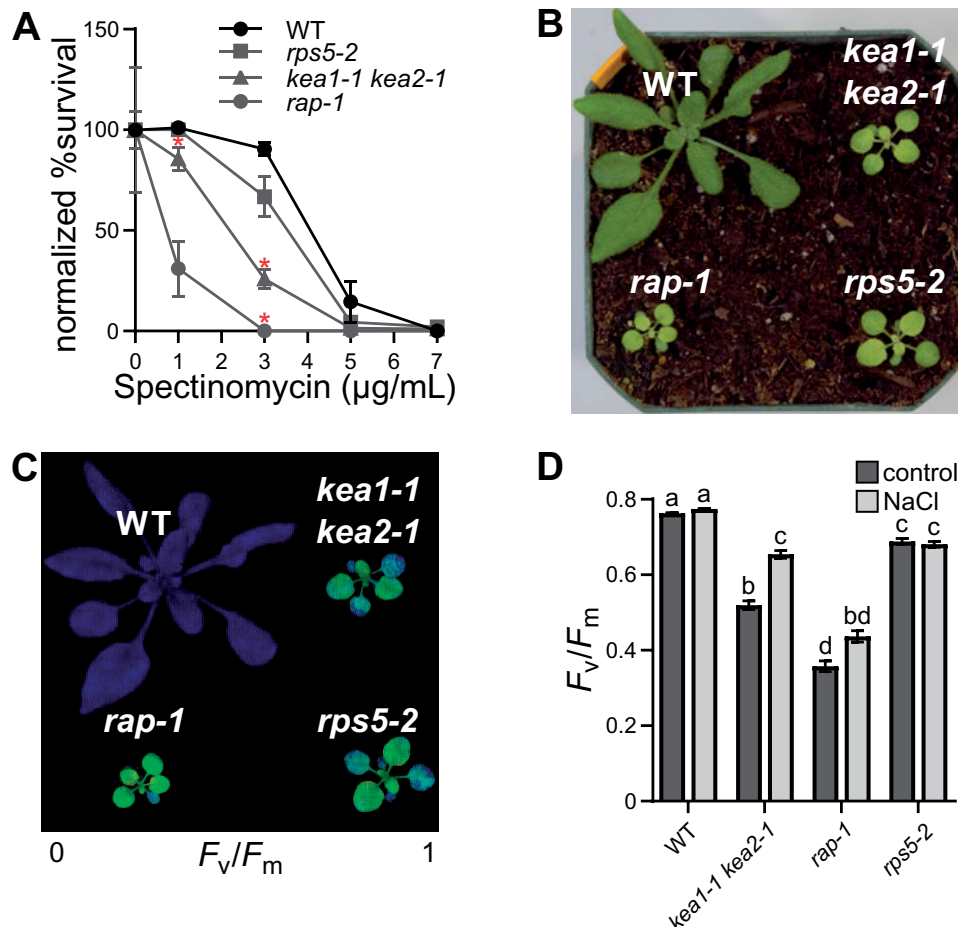 A
150
100
50
0
normalized %survival
0 1 2 3 4 5 6 7
Spectinomycin (µg/mL)
WT
rps5-2
kea1-1 kea2-1
rap-1
*
*
*
B
WT
kea1-1
kea2-1
rap-1
rps5-2
C
WT
kea1-1
kea2-1
rap-1
rps5-2
0 Fv/Fm 1
D
control
NaCl
0.8
0.6
0.4
0.2
0
Fv/Fm
a a
b c
d bd
c c
WT
kea1-1 kea2-1
rap-1
rps5-2